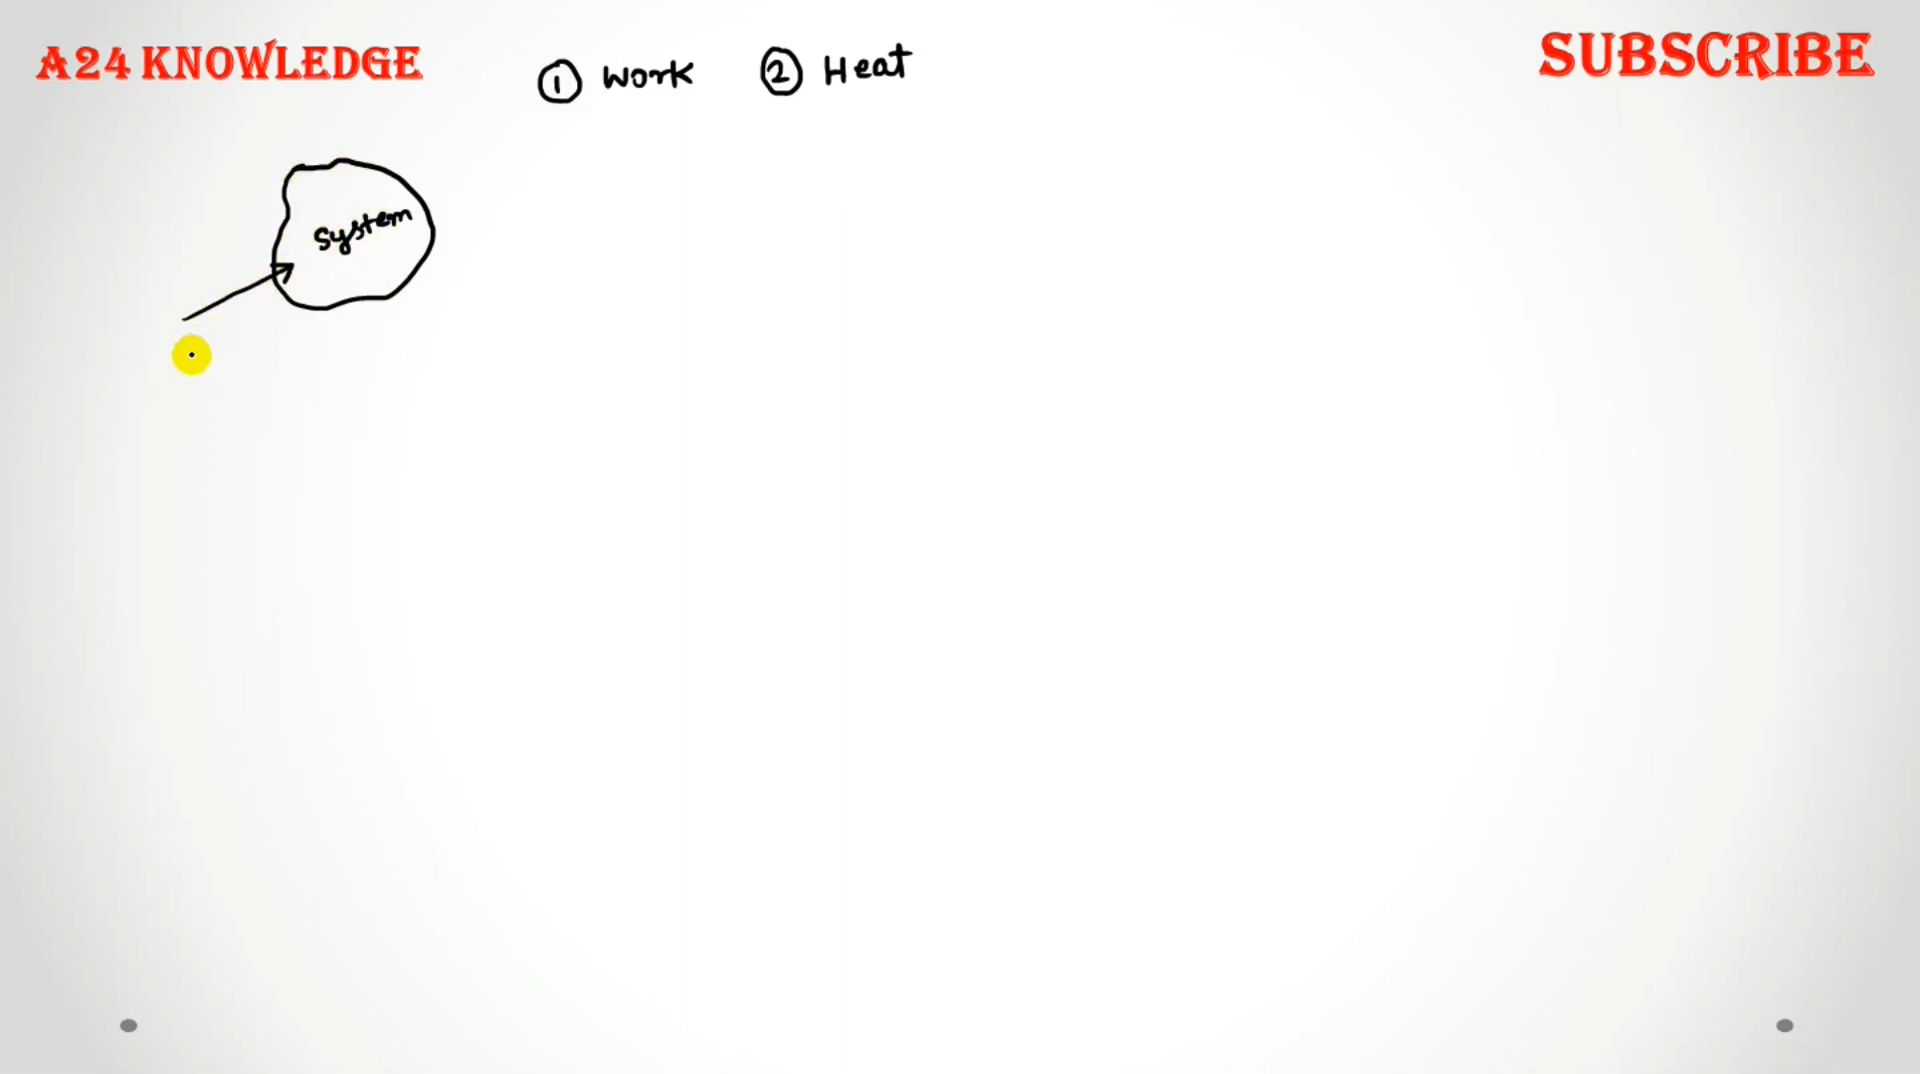 A24 KNOWLEDGE
① Work ② Heat
SUBSCRIBE
System